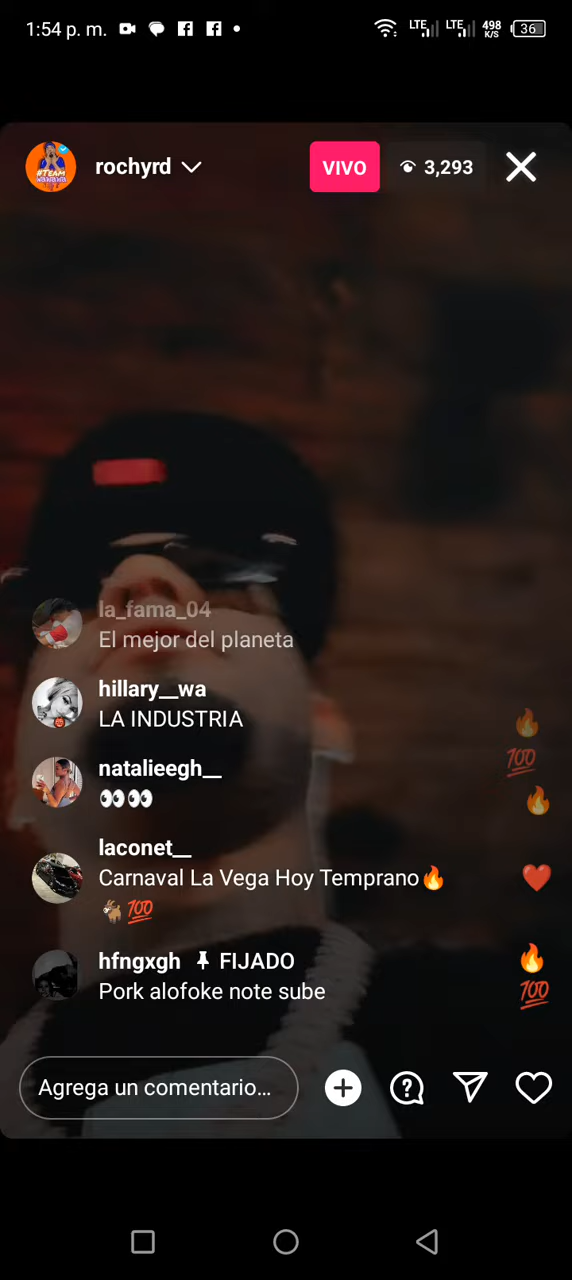 1:54 p. m.
LTE LTE 498 K/S 36
#TEAM
rochyrd VIVO 3,293
la_fama_04
El mejor del planeta
hillary__wa
LA INDUSTRIA
natalieegh__
👀👀
laconet__
Carnaval La Vega Hoy Temprano🔥
🐐💯
hfngxgh FIJADO
Pork alofoke note sube
Agrega un comentario...